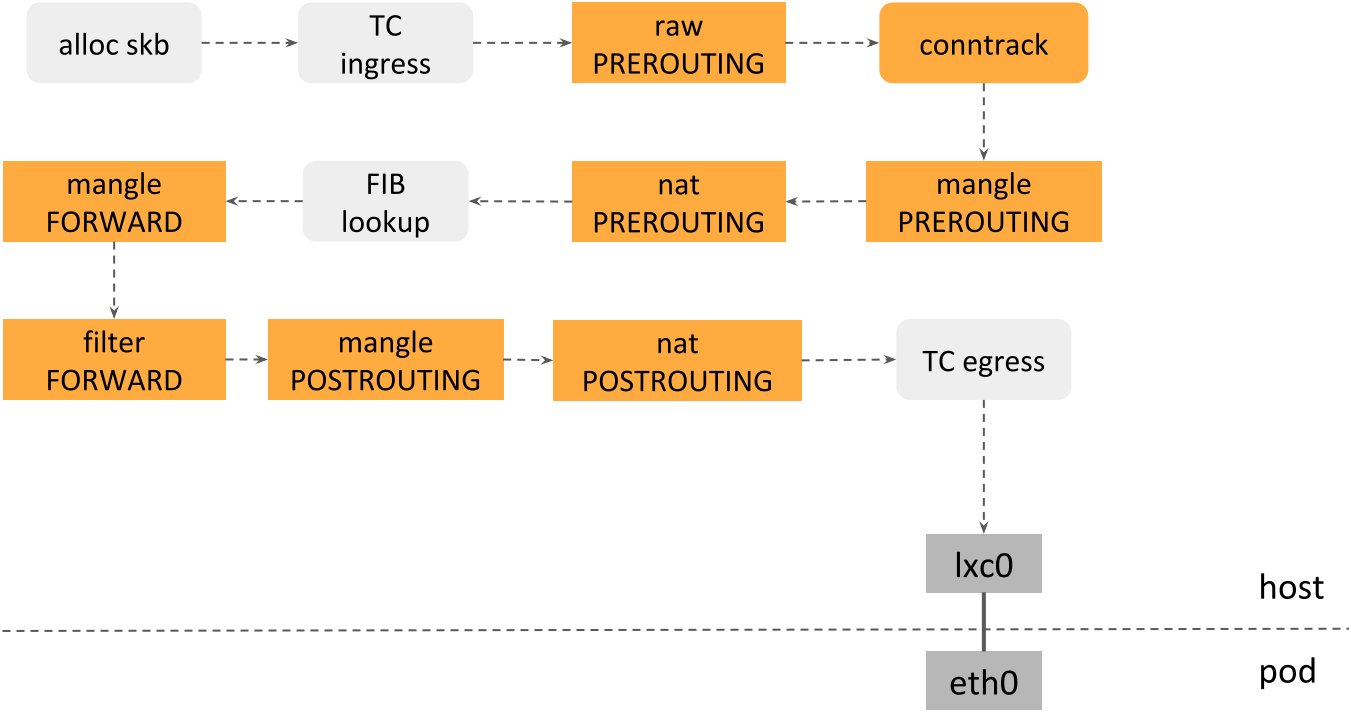 alloc skb
TC
ingress
raw
PREROUTING
conntrack
mangle
FORWARD
FIB
lookup
nat
PREROUTING
mangle
PREROUTING
filter
FORWARD
mangle
POSTROUTING
nat
POSTROUTING
TC egress
lxc0
host
eth0
pod